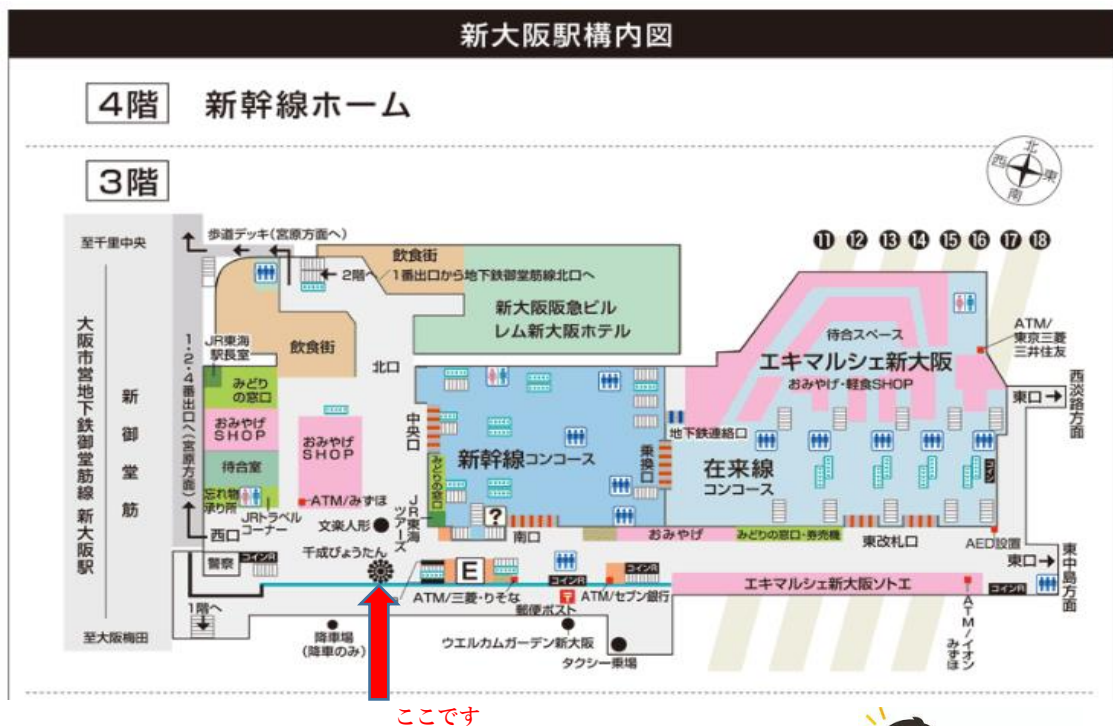 新大阪駅構内図
4階 新幹線ホーム
3階
北
西
東
南
至千里中央
歩道デッキ(宮原方面へ)
飲食街
2階へ
1番出口から地下鉄御堂筋線北口へ
新大阪阪急ビル
レム新大阪ホテル
⓫ ⓬ ⓭ ⓮ ⓯ ⓰ ⓱ ⓲
待合スペース
エキマルシェ新大阪
おみやげ・軽食SHOP
ATM/
東京三菱
三井住友
東口
西淡路方面
大阪市営地下鉄御堂筋線 新大阪駅
新御堂筋
1・2・4番出口へ(宮原方面)
JR東海
駅長室
飲食街
北口
みどり
の窓口
おみやげ
SHOP
おみやげ
SHOP
待合室
忘れ物
承り所
JRトラベル
コーナー
ATM/みずほ
中央口
新幹線コンコース
乗換口
地下鉄連絡口
在来線
コンコース
コイン
みどりの窓口
JR東海
ツアーズ
?
文楽人形
南口
おみやげ
みどりの窓口・券売機
東改札口
AED設置
西口
警察
コインR
千成びょうたん
E
ATM/三菱・りそな
コインR
コインR
ATM/セブン銀行
エキマルシェ新大阪ソトエ
コインR
東口
東中島方面
1階へ
至大阪梅田
降車場
(降車のみ)
〒
郵便ポスト
ウエルカムガーデン新大阪
タクシー乗場
ATM/イオン
みずほ
ここです